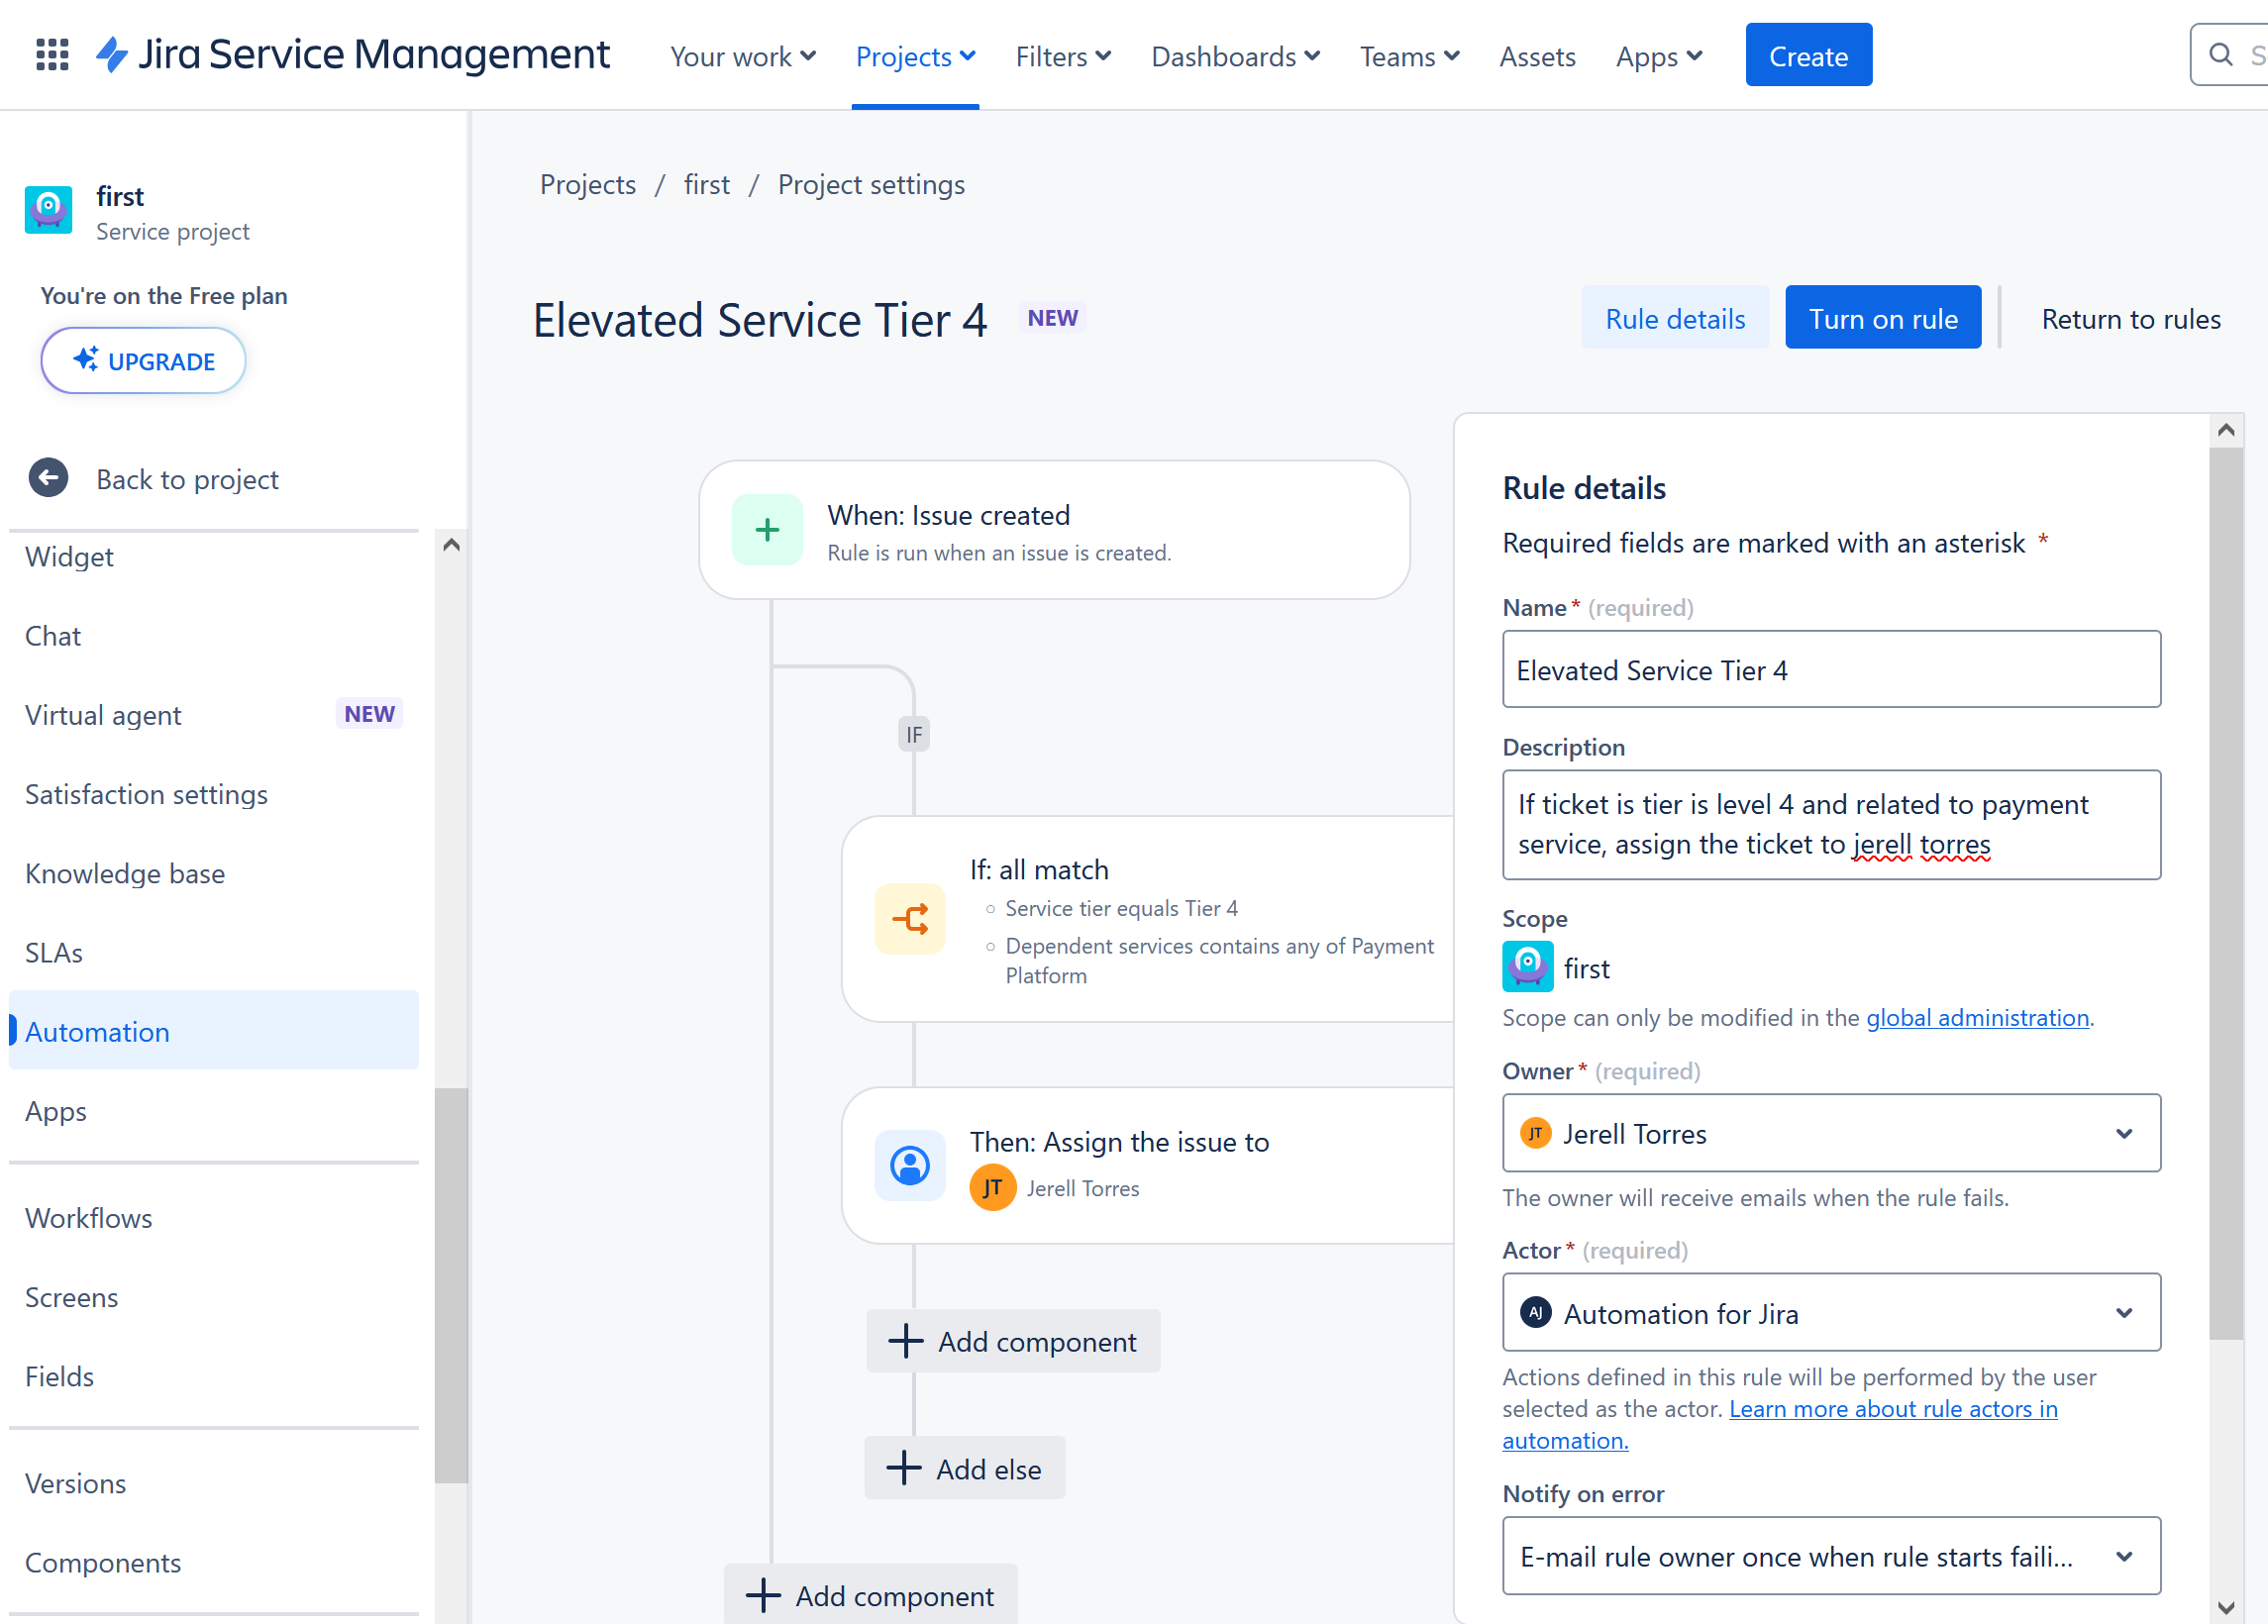 Jira Service Management
Your work
Projects
Filters
Dashboards
Teams
Assets
Apps
Create
first
Service project
You're on the Free plan
UPGRADE
Back to project
Widget
Chat
Virtual agent NEW
Satisfaction settings
Knowledge base
SLAs
Automation
Apps
Workflows
Screens
Fields
Versions
Components
Projects / first / Project settings
Elevated Service Tier 4 NEW
Rule details
Turn on rule
Return to rules
When: Issue created
Rule is run when an issue is created.
IF
If: all match
Service tier equals Tier 4
Dependent services contains any of Payment
Platform
Then: Assign the issue to
JT Jerell Torres
Add component
Add else
Add component
Rule details
Required fields are marked with an asterisk *
Name * (required)
Elevated Service Tier 4
Description
If ticket is tier is level 4 and related to payment
service, assign the ticket to jerell torres
Scope
first
Scope can only be modified in the global administration.
Owner * (required)
JT Jerell Torres
The owner will receive emails when the rule fails.
Actor * (required)
AJ Automation for Jira
Actions defined in this rule will be performed by the user
selected as the actor. Learn more about rule actors in
automation.
Notify on error
E-mail rule owner once when rule starts faili...